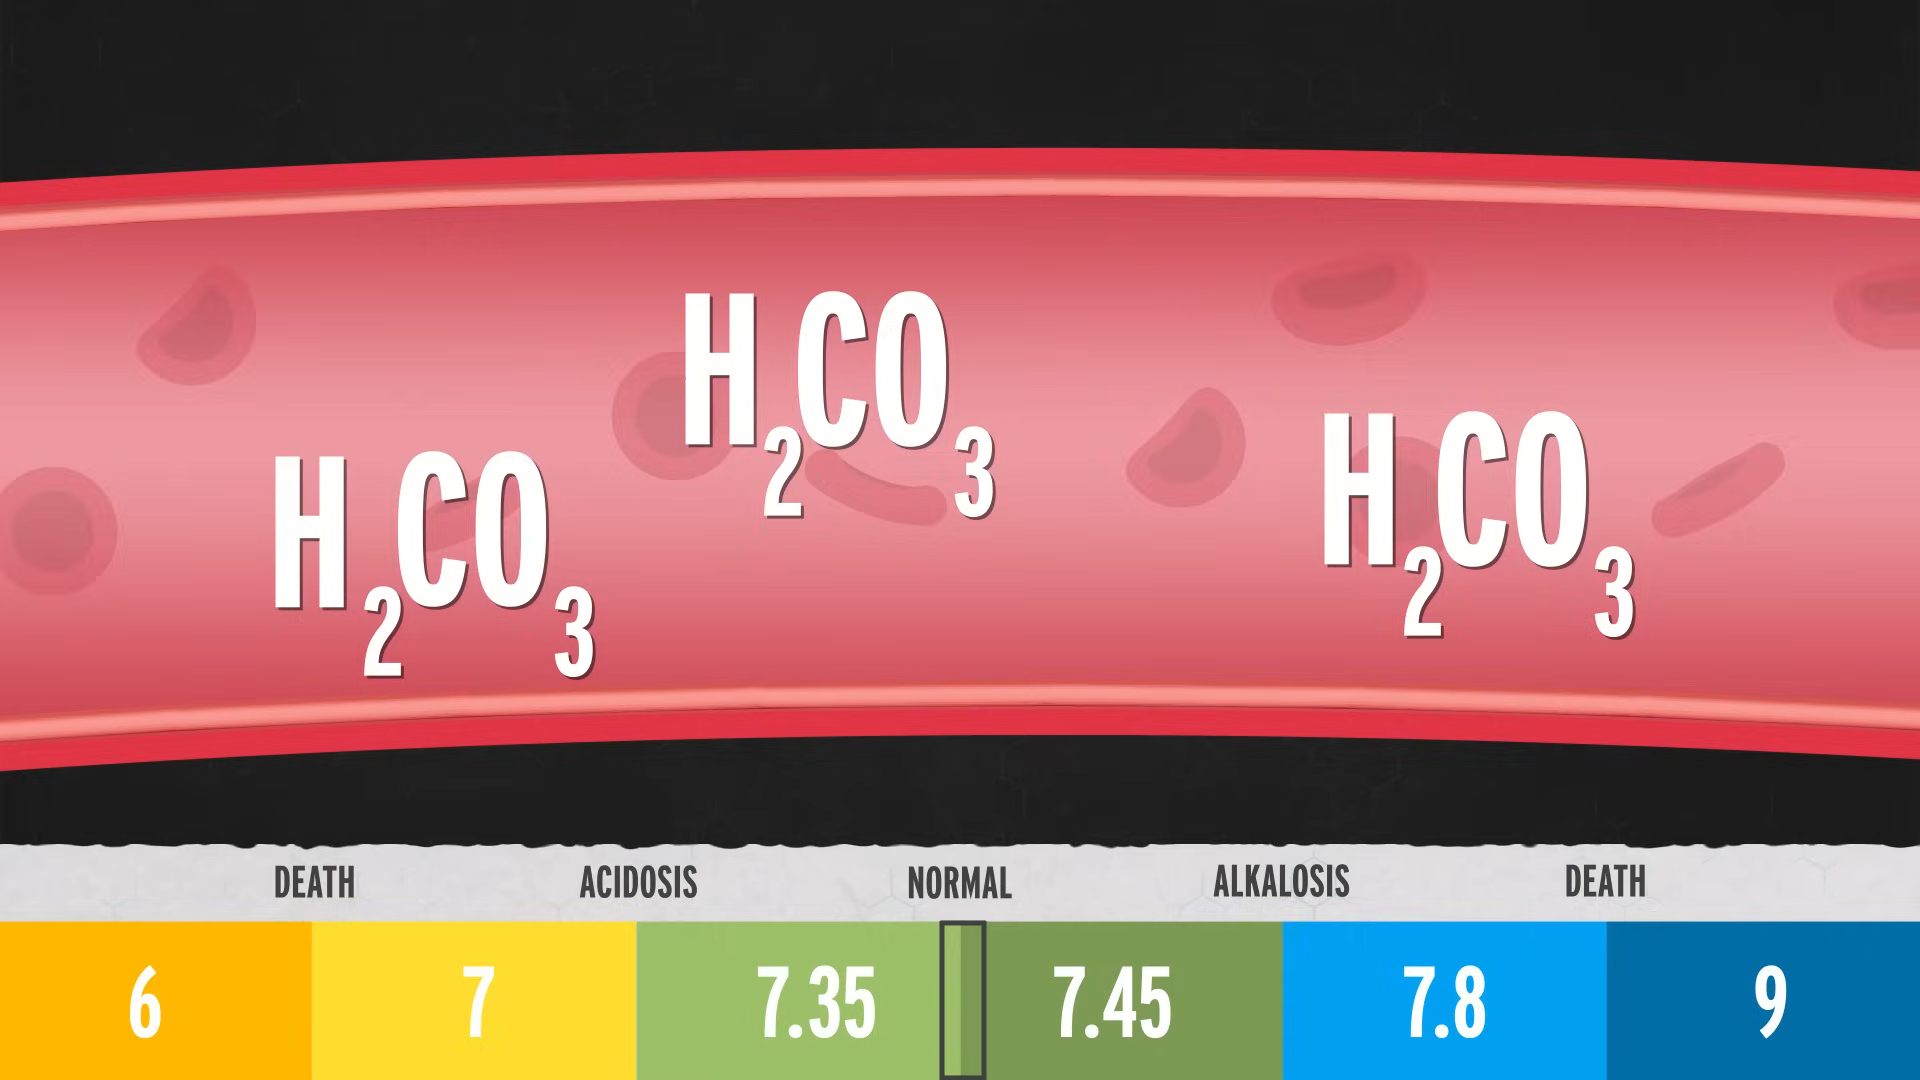 H₂CO₃
H₂CO₃
H₂CO₃
DEATH ACIDOSIS NORMAL ALKALOSIS DEATH
6 7 7.35 7.45 7.8 9